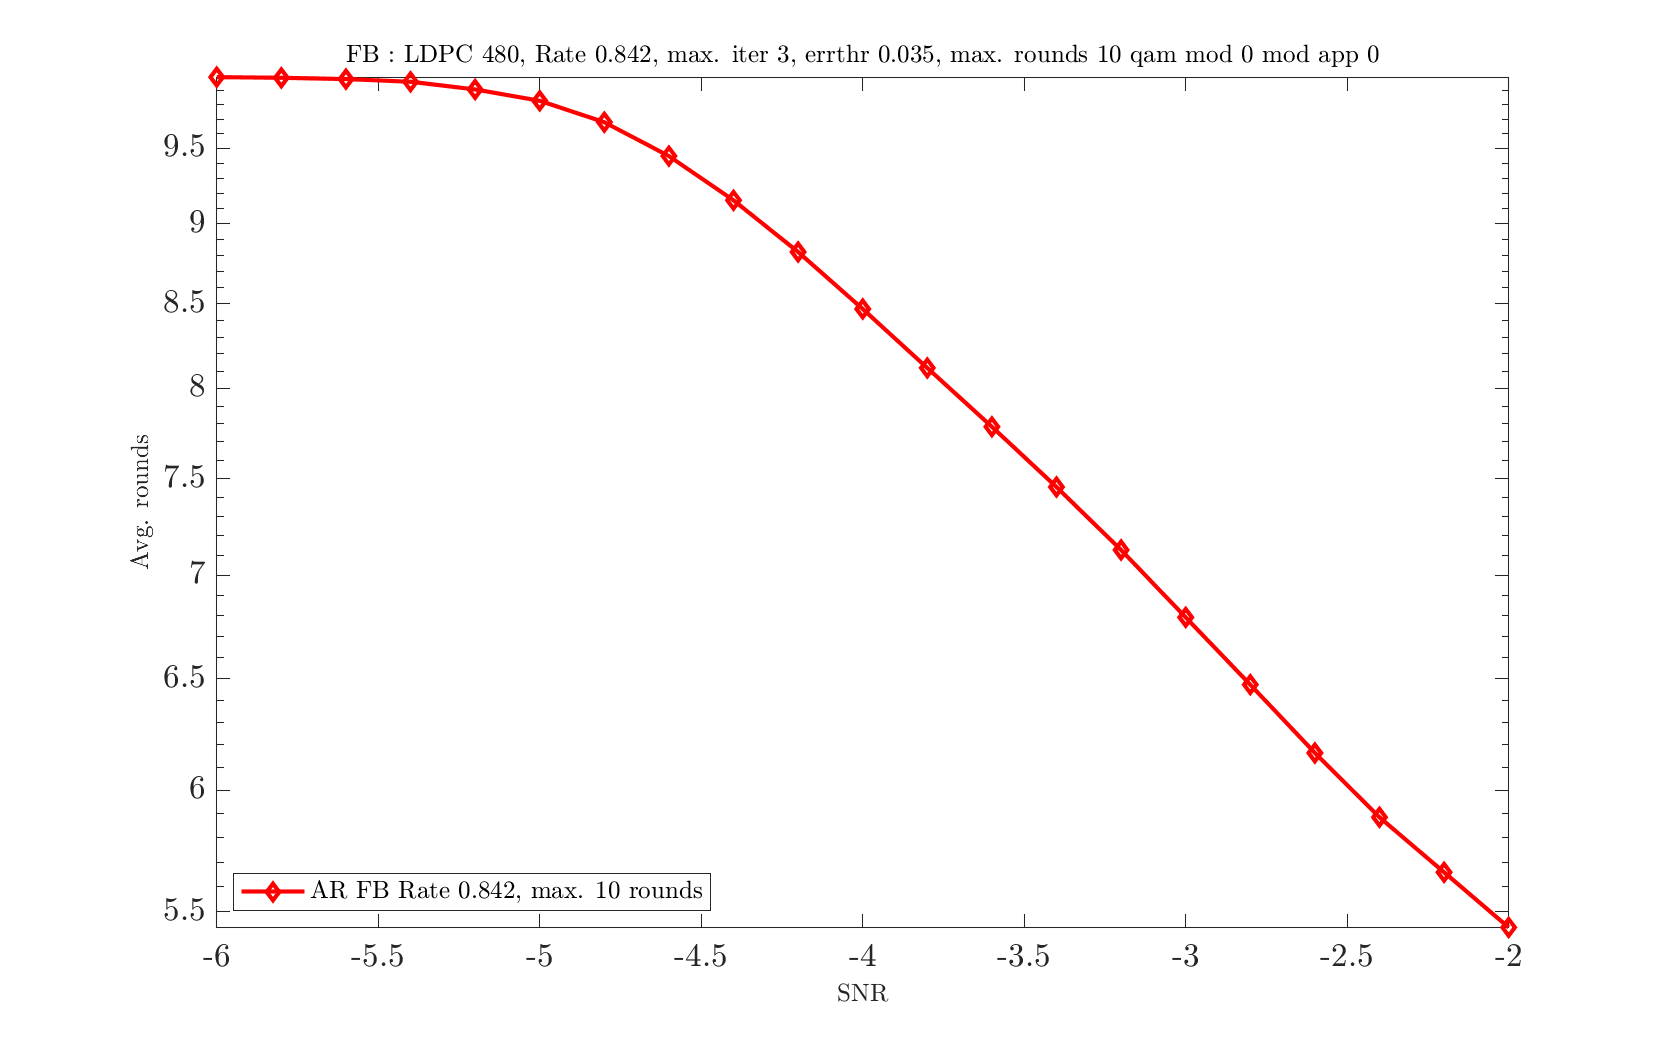 FB : LDPC 480, Rate 0.842, max. iter 3, errthr 0.035, max. rounds 10 qam mod 0 mod app 0
9.5
9
8.5
8
7.5
7
6.5
6
5.5
Avg. rounds
AR FB Rate 0.842, max. 10 rounds
-6 -5.5 -5 -4.5 -4 -3.5 -3 -2.5 -2
SNR